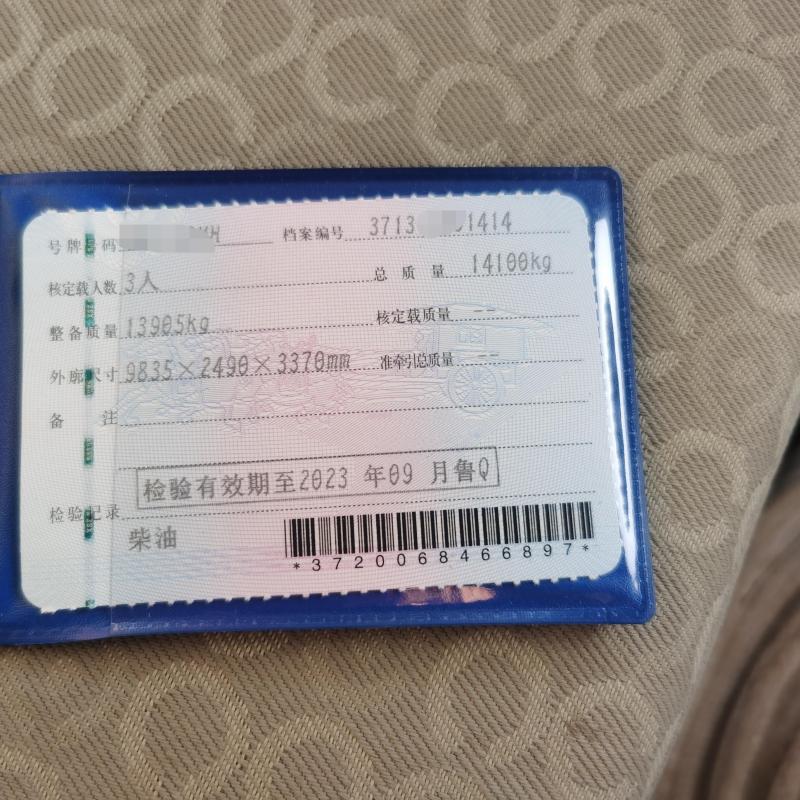 号牌号码 档案编号 3713 1414
核定载人数 3人 总质量 14100kg
整备质量 13905kg 核定载质量 --
外廓尺寸 9835×2490×3370mm 准牵引总质量 --
备注
检验有效期至2023年09月鲁Q
检验记录
柴油
*3720068466897*